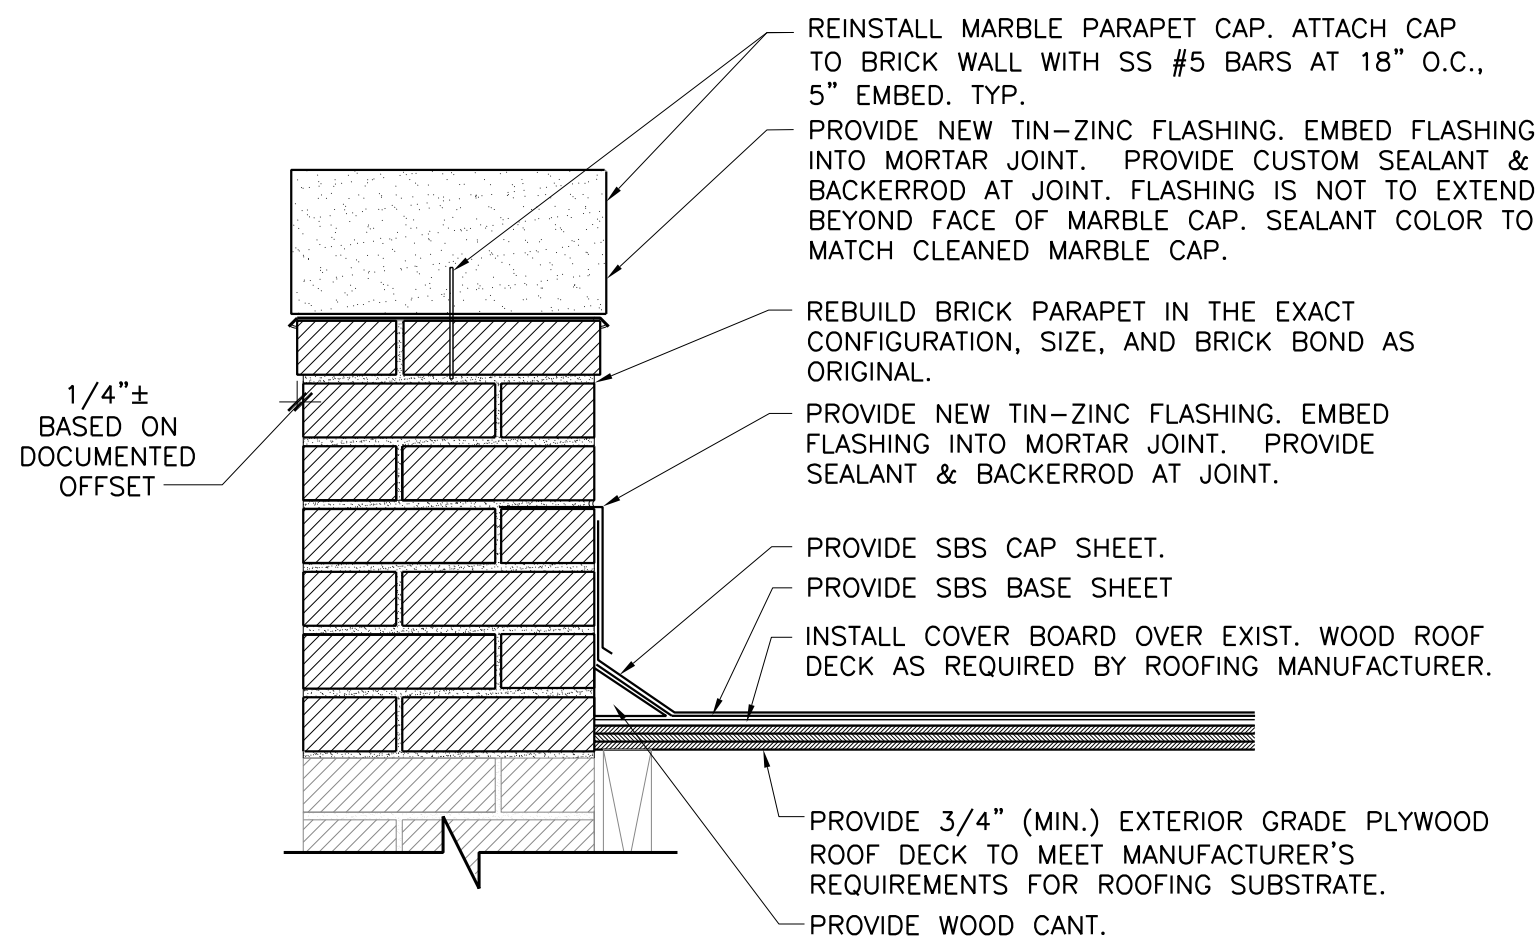 REINSTALL MARBLE PARAPET CAP. ATTACH CAP
TO BRICK WALL WITH SS #5 BARS AT 18" O.C.,
5" EMBED. TYP.
PROVIDE NEW TIN-ZINC FLASHING. EMBED FLASHING
INTO MORTAR JOINT. PROVIDE CUSTOM SEALANT &
BACKERROD AT JOINT. FLASHING IS NOT TO EXTEND
BEYOND FACE OF MARBLE CAP. SEALANT COLOR TO
MATCH CLEANED MARBLE CAP.
REBUILD BRICK PARAPET IN THE EXACT
CONFIGURATION, SIZE, AND BRICK BOND AS
ORIGINAL.
1/4"±
BASED ON
DOCUMENTED
OFFSET
PROVIDE NEW TIN-ZINC FLASHING. EMBED
FLASHING INTO MORTAR JOINT. PROVIDE
SEALANT & BACKERROD AT JOINT.
PROVIDE SBS CAP SHEET.
PROVIDE SBS BASE SHEET
INSTALL COVER BOARD OVER EXIST. WOOD ROOF
DECK AS REQUIRED BY ROOFING MANUFACTURER.
PROVIDE 3/4" (MIN.) EXTERIOR GRADE PLYWOOD
ROOF DECK TO MEET MANUFACTURER'S
REQUIREMENTS FOR ROOFING SUBSTRATE.
PROVIDE WOOD CANT.